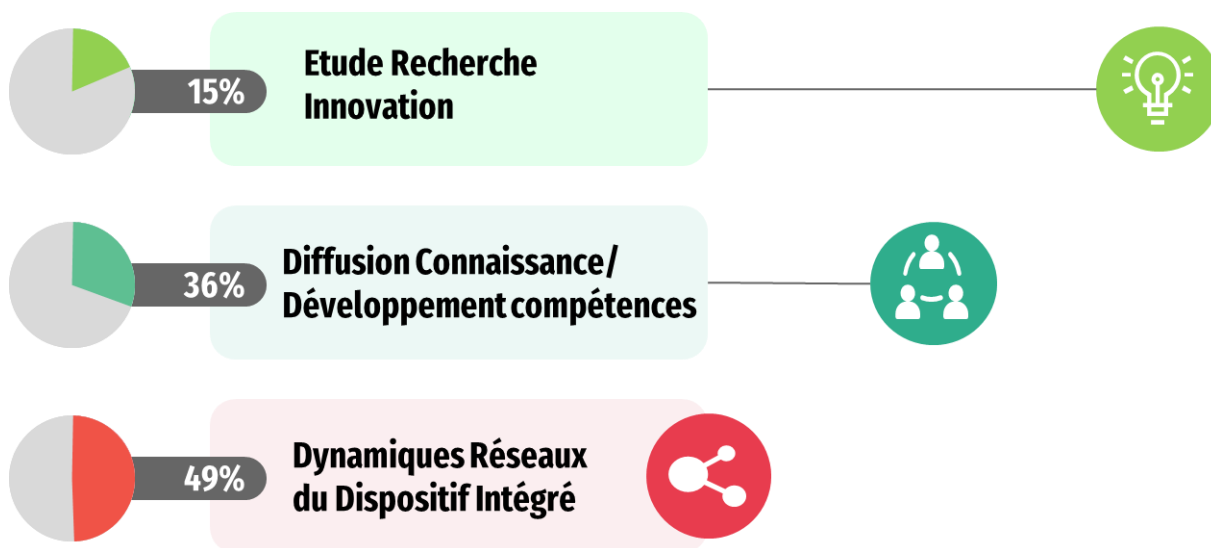 15%
Etude Recherche
Innovation
36%
Diffusion Connaissance/
Développement compétences
49%
Dynamiques Réseaux
du Dispositif Intégré